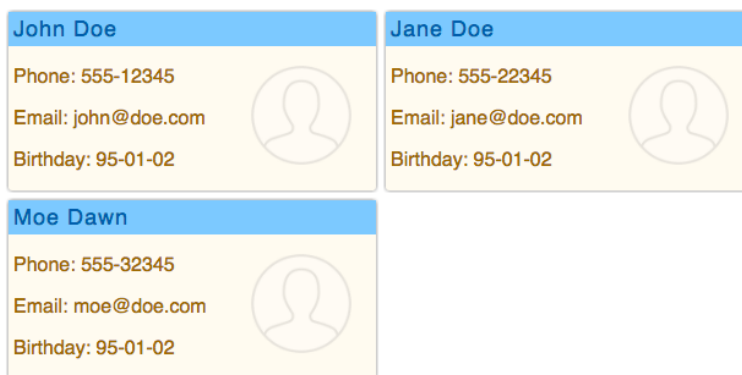 John Doe
Phone: 555-12345
Email: john@doe.com
Birthday: 95-01-02
Jane Doe
Phone: 555-22345
Email: jane@doe.com
Birthday: 95-01-02
Moe Dawn
Phone: 555-32345
Email: moe@doe.com
Birthday: 95-01-02